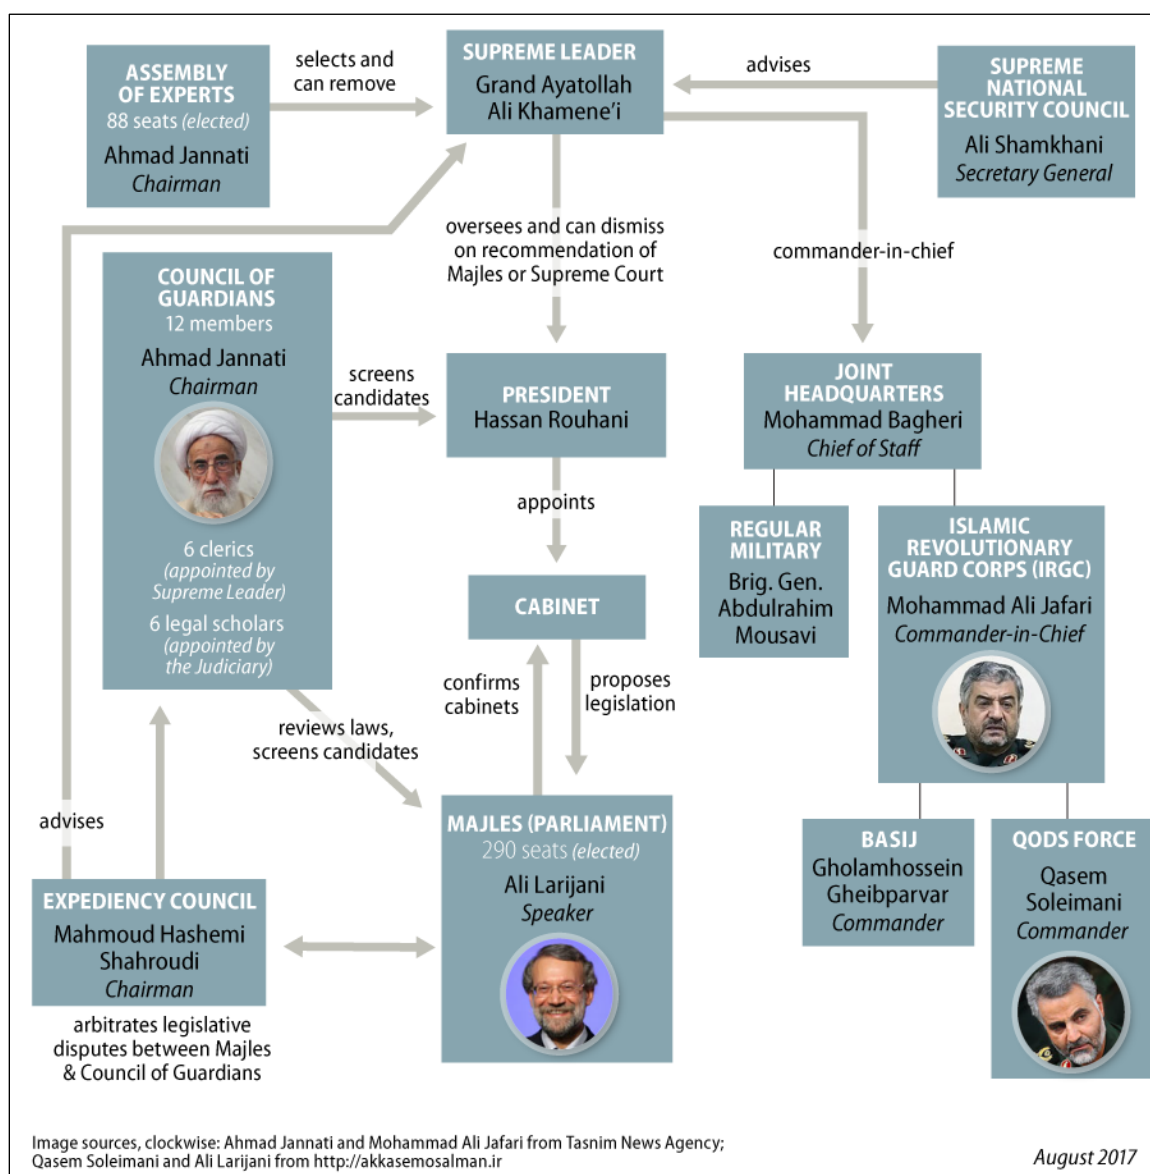 ASSEMBLY
OF EXPERTS
88 seats (elected)
Ahmad Jannati
Chairman
selects and
can remove
SUPREME LEADER
Grand Ayatollah
Ali Khamene’i
advises
SUPREME
NATIONAL
SECURITY COUNCIL
Ali Shamkhani
Secretary General
oversees and can dismiss
on recommendation of
Majles or Supreme Court
commander-in-chief
COUNCIL OF
GUARDIANS
12 members
Ahmad Jannati
Chairman
6 clerics
(appointed by
Supreme Leader)
6 legal scholars
(appointed by
the Judiciary)
screens
candidates
PRESIDENT
Hassan Rouhani
JOINT
HEADQUARTERS
Mohammad Bagheri
Chief of Staff
appoints
REGULAR
MILITARY
Brig. Gen.
Abdulrahim
Mousavi
ISLAMIC
REVOLUTIONARY
GUARD CORPS (IRGC)
Mohammad Ali Jafari
Commander-in-Chief
CABINET
confirms
cabinets
proposes
legislation
reviews laws,
screens candidates
advises
MAJLES (PARLIAMENT)
290 seats (elected)
Ali Larijani
Speaker
BASIJ
Gholamhossein
Gheibparvar
Commander
QODS FORCE
Qasem
Soleimani
Commander
EXPEDIENCY COUNCIL
Mahmoud Hashemi
Shahroudi
Chairman
arbitrates legislative
disputes between Majles
& Council of Guardians
Image sources, clockwise: Ahmad Jannati and Mohammad Ali Jafari from Tasnim News Agency;
Qasem Soleimani and Ali Larijani from http://akkasemosalman.ir
August 2017